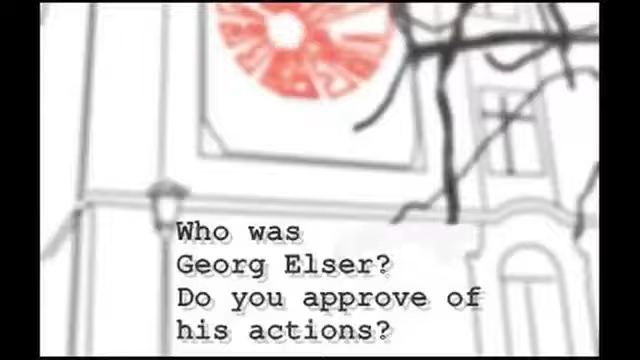 Who was
Georg Elser?
Do you approve of
his actions?